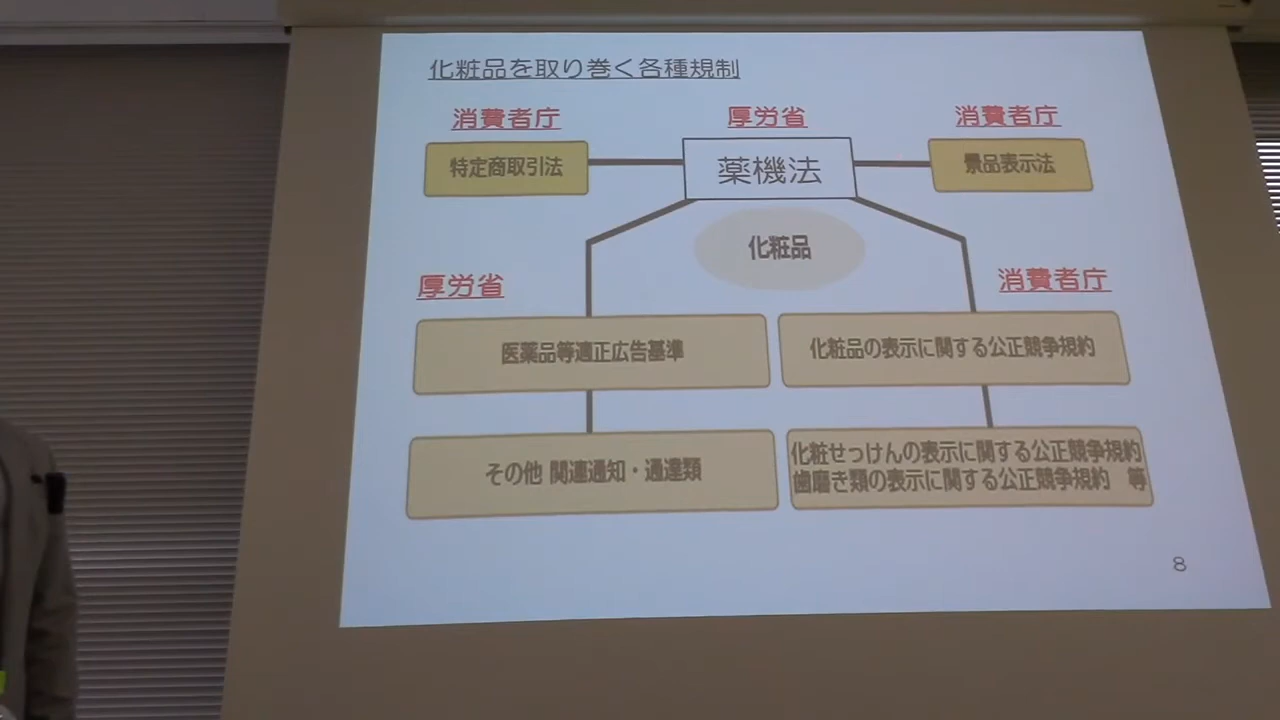 化粧品を取り巻く各種規制
消費者庁
厚労省
消費者庁
特定商取引法
薬機法
景品表示法
化粧品
厚労省
消費者庁
医薬品等適正広告基準
化粧品の表示に関する公正競争規約
その他 関連通知・通達類
化粧せっけんの表示に関する公正競争規約
歯磨き類の表示に関する公正競争規約 等
8